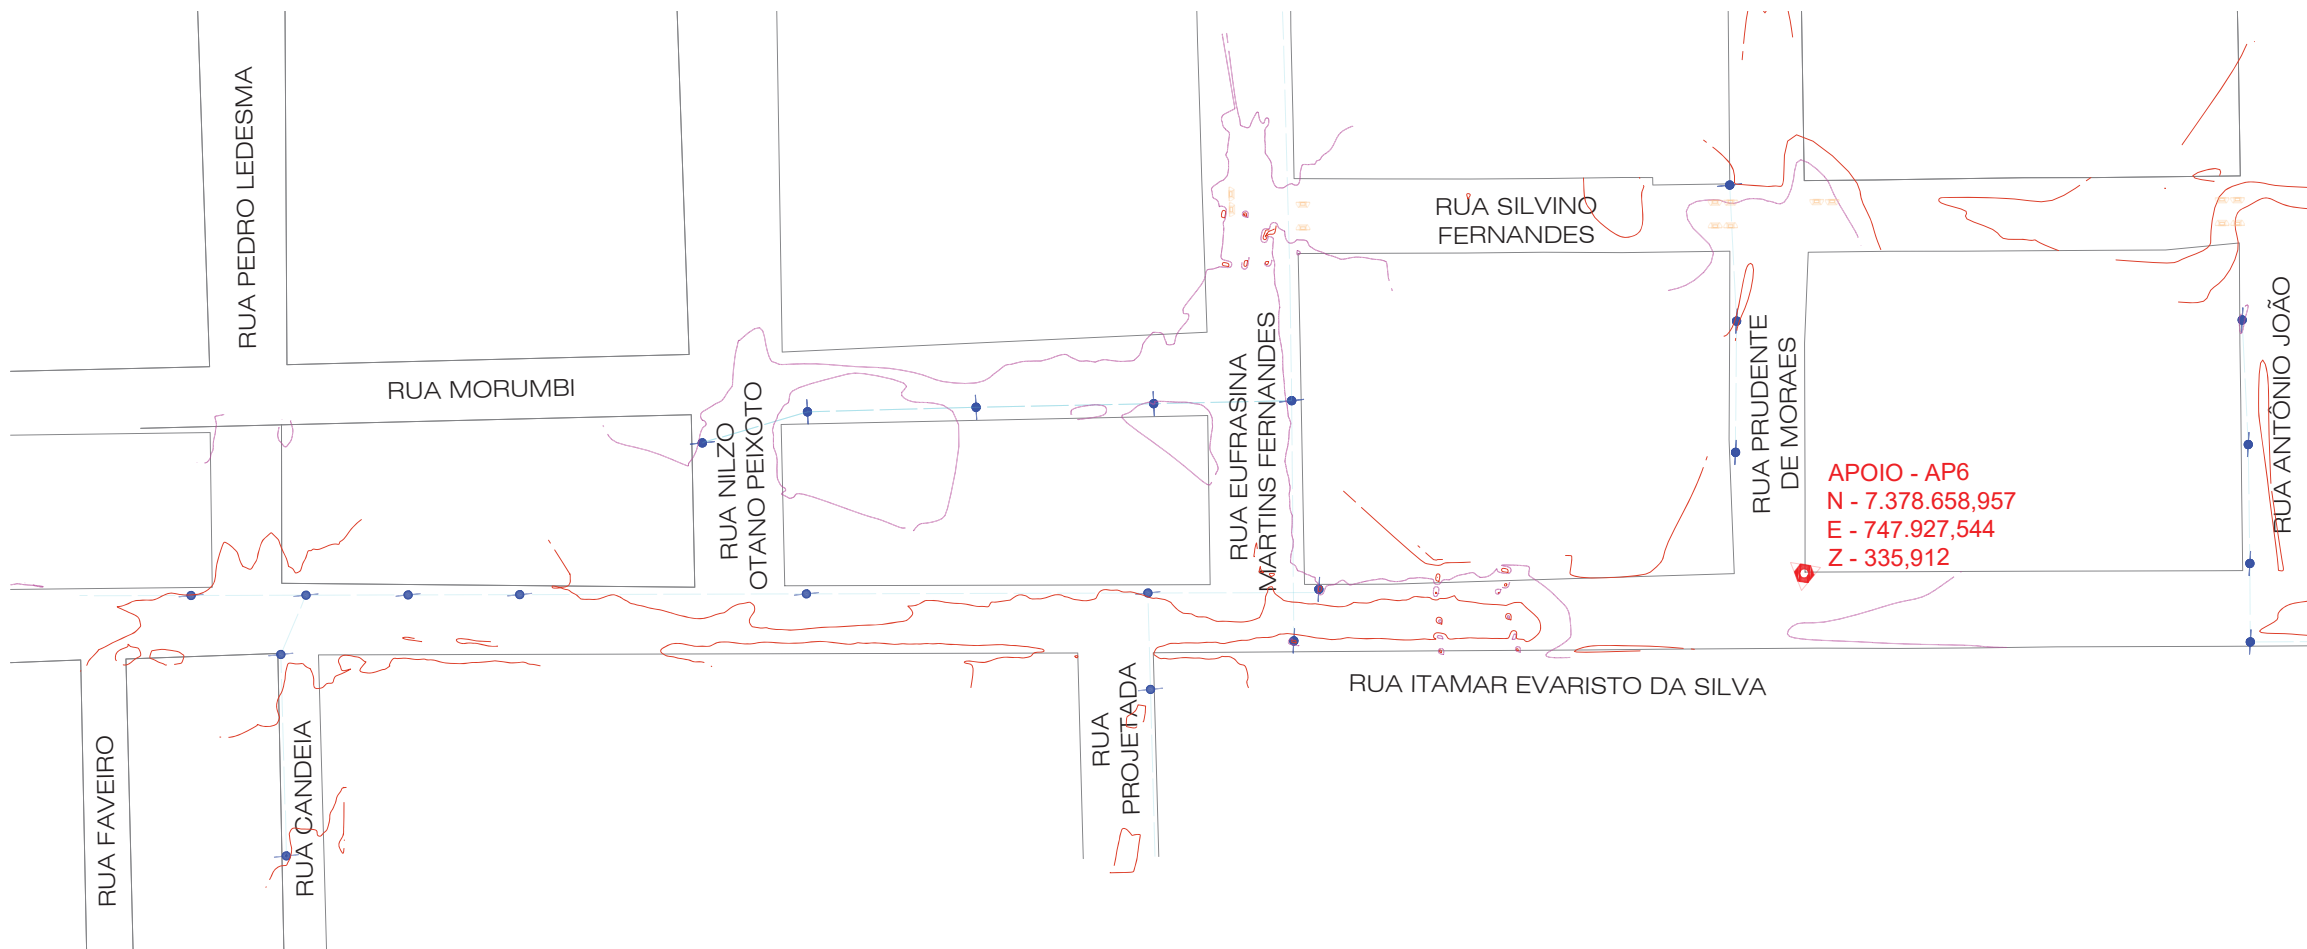 RUA PEDRO LEDESMA
RUA MORUMBI
RUA NILZO
OTANO PEIXOTO
RUA EUFRASINA
MARTINS FERNANDES
RUA SILVINO
FERNANDES
RUA PRUDENTE
DE MORAES
RUA ANTÔNIO JOÃO
APOIO - AP6
N - 7.378.658,957
E - 747.927,544
Z - 335,912
RUA ITAMAR EVARISTO DA SILVA
RUA FAVEIRO
RUA CANDEIA
RUA
PROJETADA